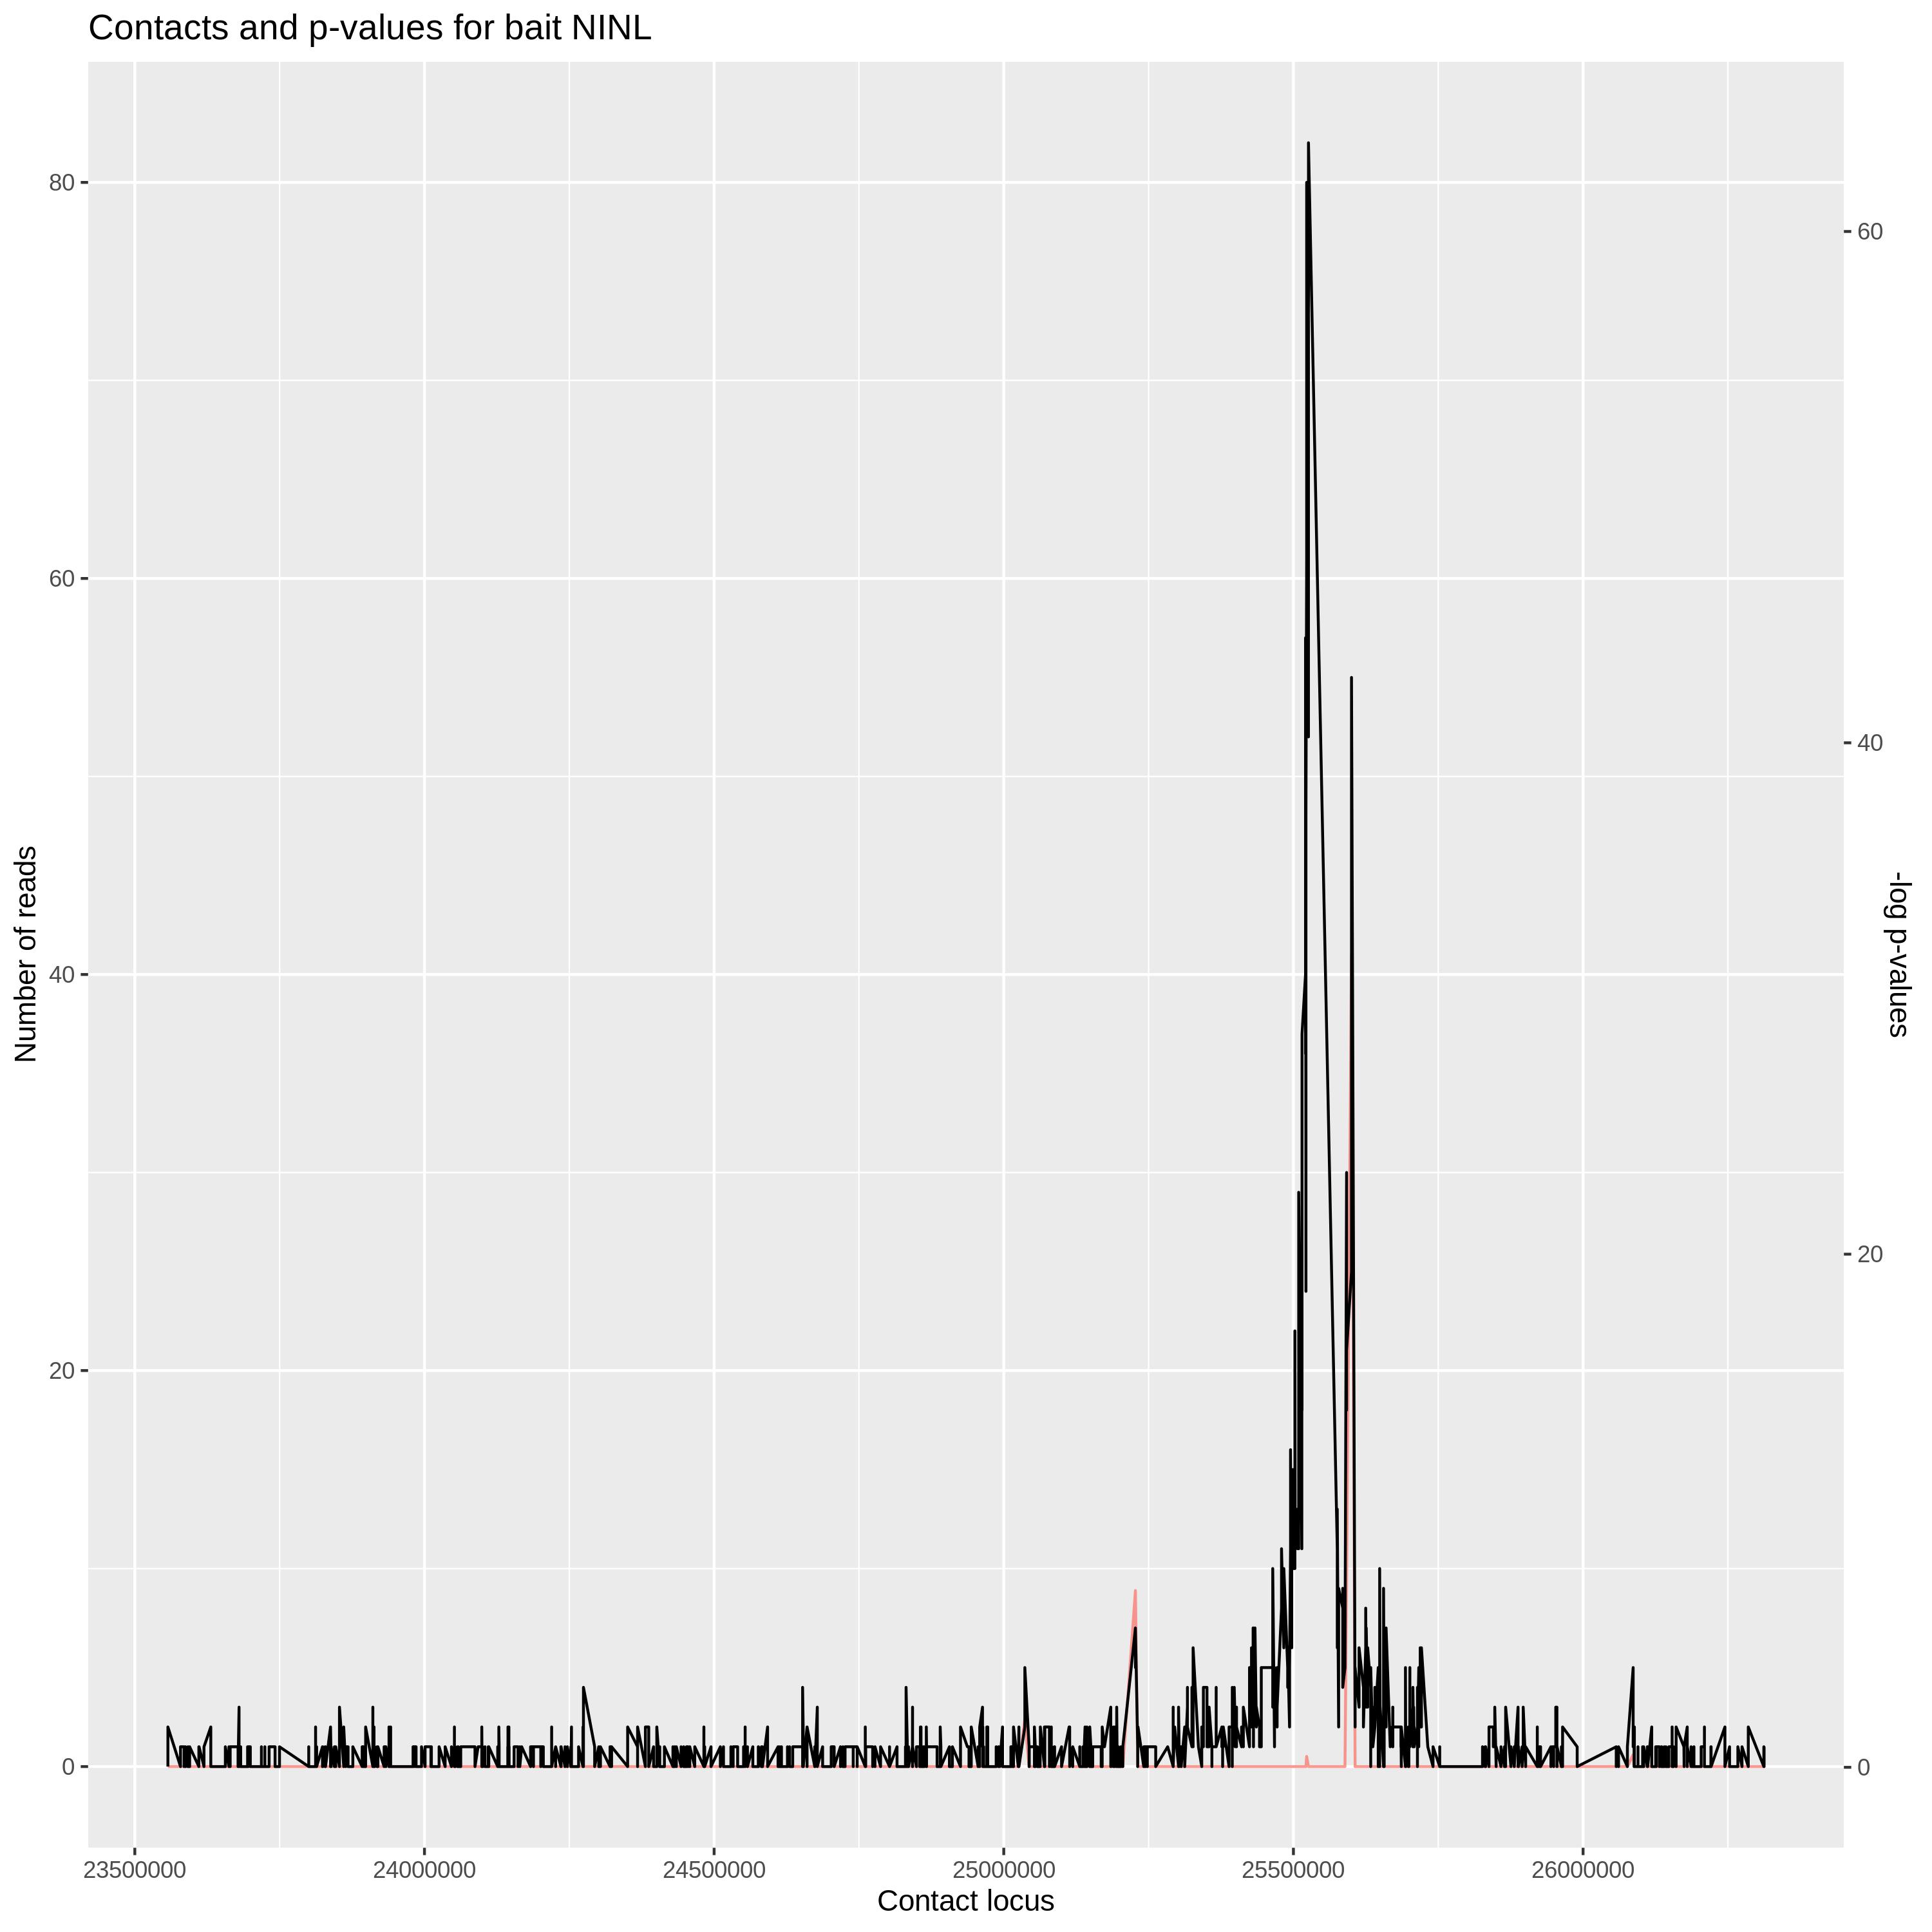 Contacts and p-values for bait NINL
80
60
40
20
0
Number of reads
60
40
20
0
-log p-values
23500000 24000000 24500000 25000000 25500000 26000000
Contact locus